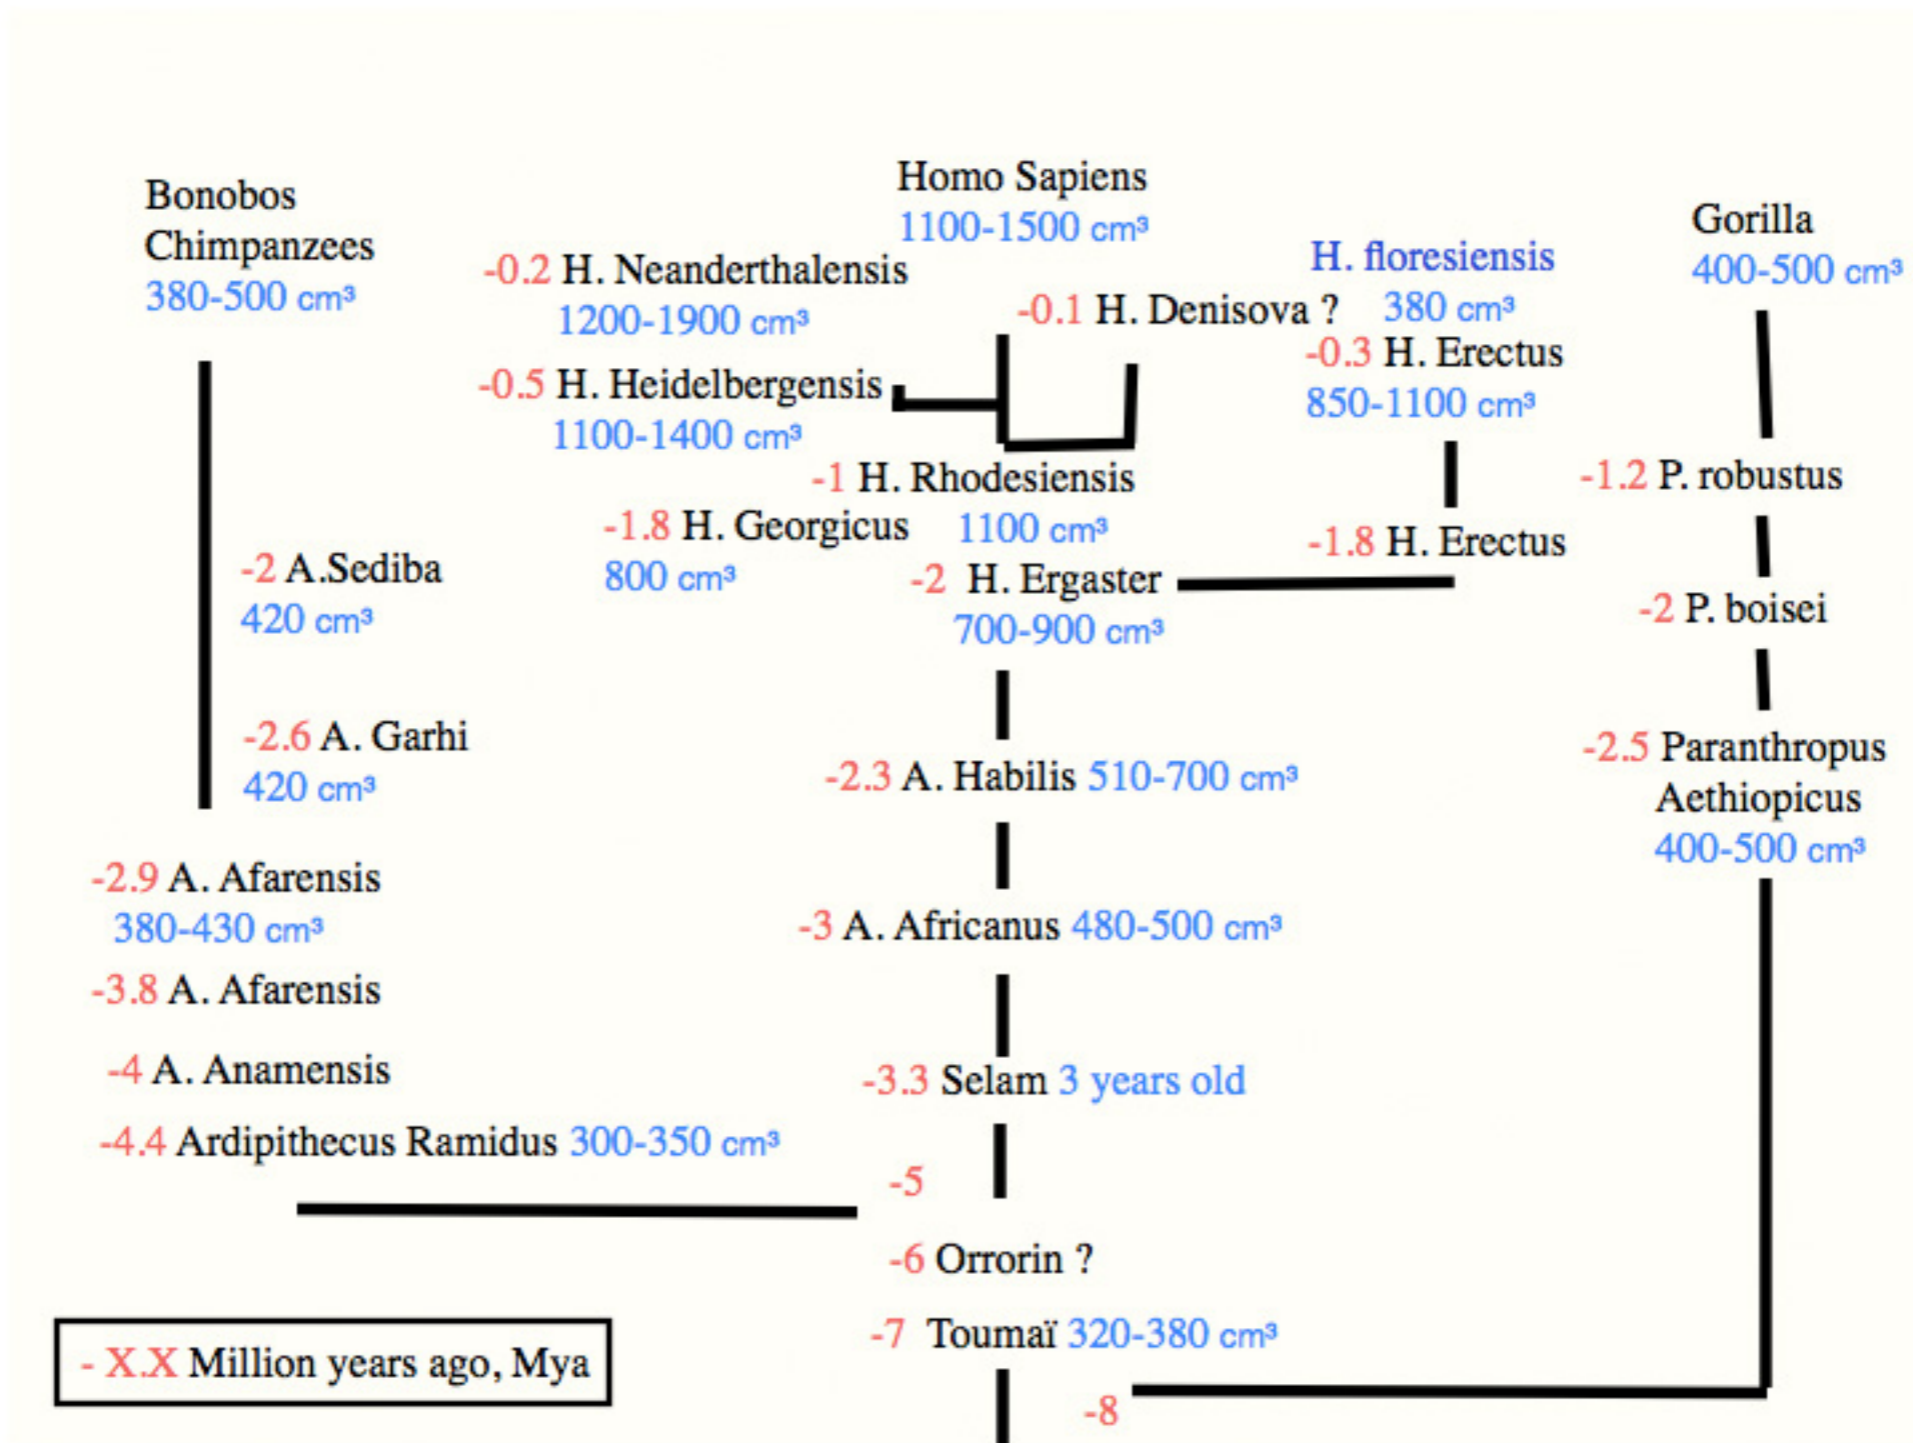 Homo Sapiens
1100-1500 cm³
Bonobos
Chimpanzees
380-500 cm³
-0.2 H. Neanderthalensis
1200-1900 cm³
-0.1 H. Denisova ?
H. floresiensis
380 cm³
-0.3 H. Erectus
850-1100 cm³
Gorilla
400-500 cm³
-0.5 H. Heidelbergensis
1100-1400 cm³
-1 H. Rhodesiensis
1100 cm³
-1.2 P. robustus
-1.8 H. Georgicus
800 cm³
-1.8 H. Erectus
-2 A.Sediba
420 cm³
-2 H. Ergaster
700-900 cm³
-2 P. boisei
-2.6 A. Garhi
420 cm³
-2.3 A. Habilis 510-700 cm³
-2.5 Paranthropus
Aethiopicus
400-500 cm³
-2.9 A. Afarensis
380-430 cm³
-3 A. Africanus 480-500 cm³
-3.8 A. Afarensis
-4 A. Anamensis
-3.3 Selam 3 years old
-4.4 Ardipithecus Ramidus 300-350 cm³
-5
-6 Orrorin ?
-7 Toumaï 320-380 cm³
- X.X Million years ago, Mya
-8